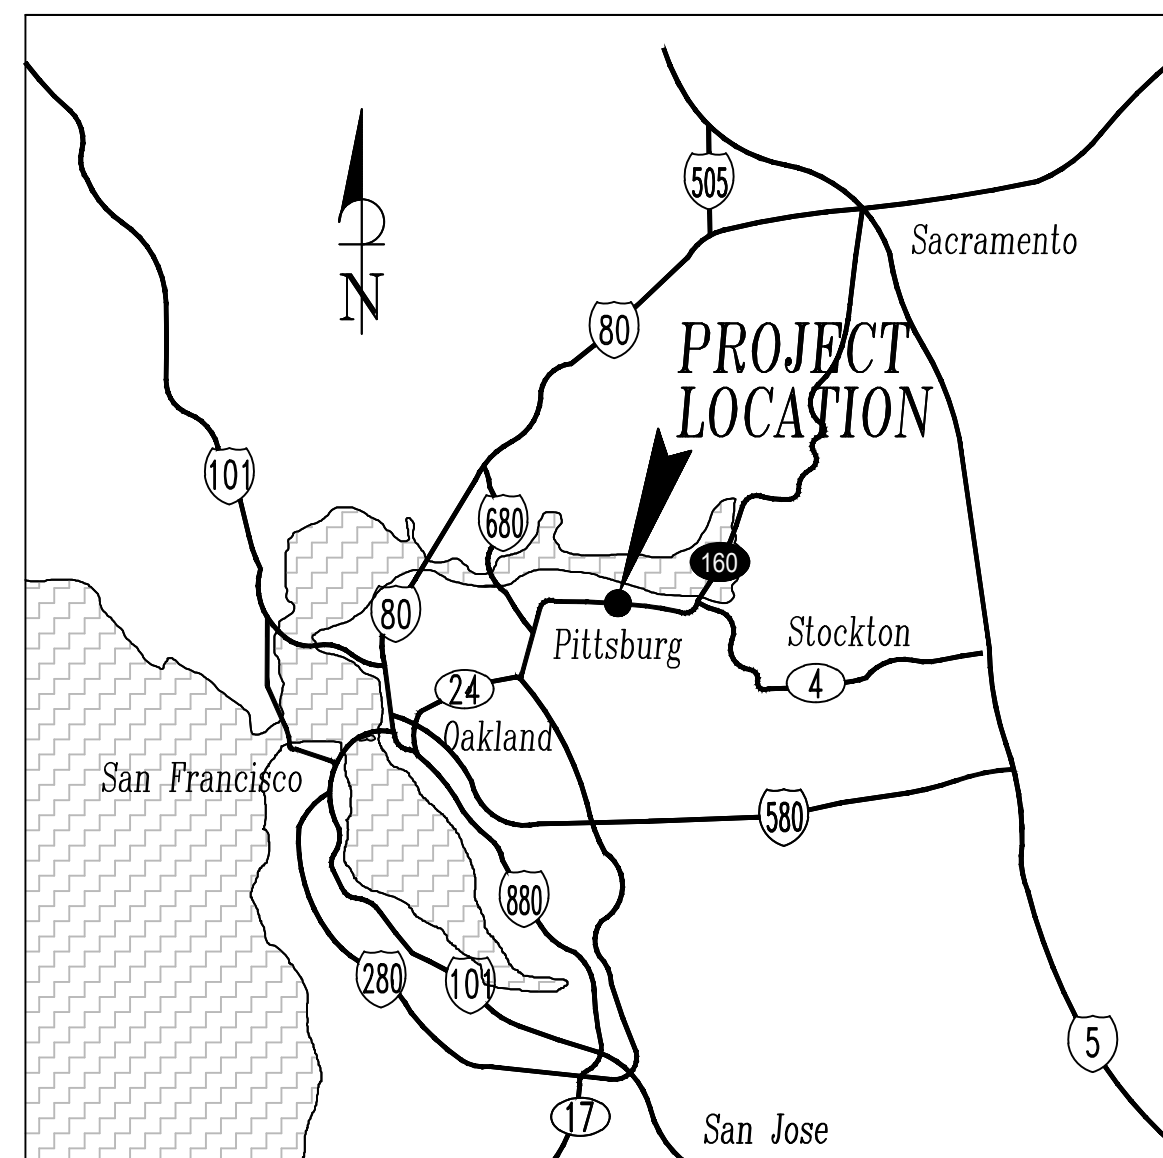 505
Sacramento
N
80
PROJECT
LOCATION
101
680
160
80
Stockton
Pittsburg
4
24
Oakland
San Francisco
580
880
280
101
5
17
San Jose